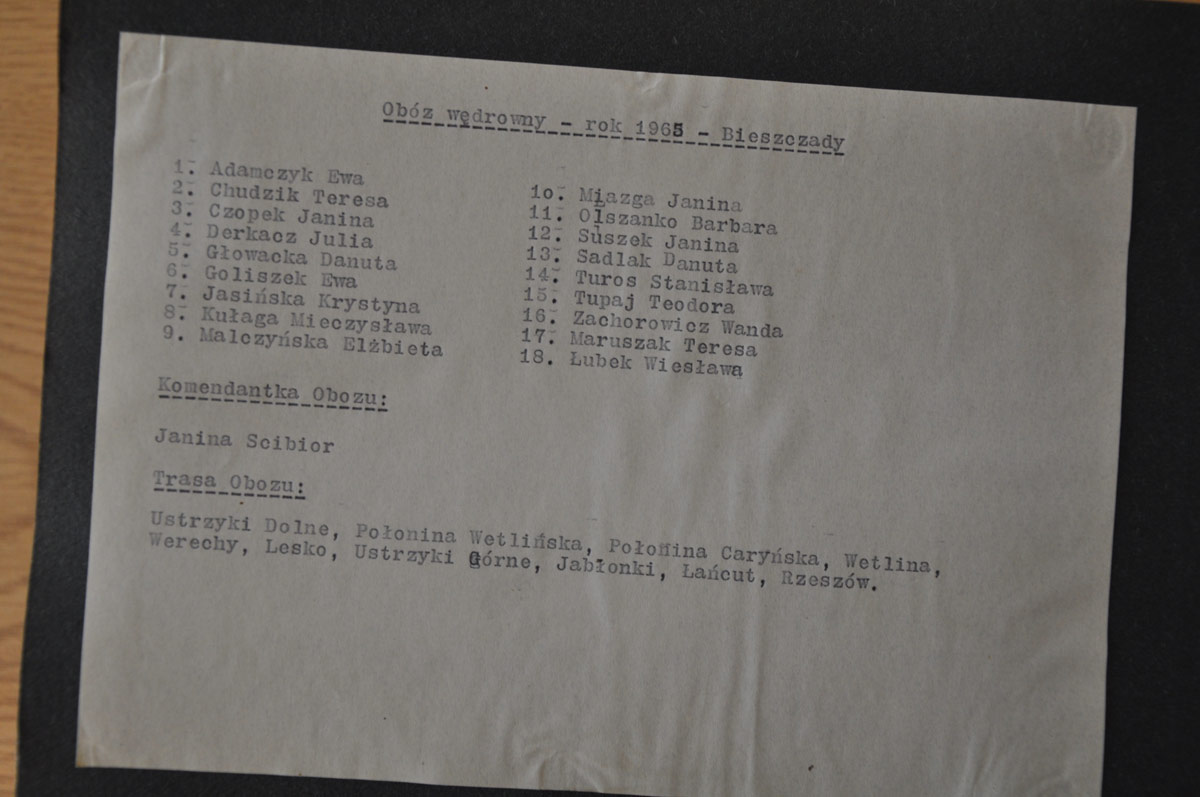 Obóz wędrowny - rok 1965 - Bieszczady
1. Adamczyk Ewa
2. Chudzik Teresa
3. Czopek Janina
4. Derkacz Julia
5. Głowacka Danuta
6. Goliszek Ewa
7. Jasińska Krystyna
8. Kułaga Mieczysława
9. Malczyńska Elżbieta
1o. Miazga Janina
11. Olszanko Barbara
12. Suszek Janina
13. Sadlak Danuta
14. Turos Stanisława
15. Tupaj Teodora
16. Zachorowicz Wanda
17. Maruszak Teresa
18. Łubek Wiesława
Komendantka Obozu:
Janina Scibior
Trasa Obozu:
Ustrzyki Dolne, Połonina Wetlińska, Połonina Caryńska, Wetlina,
Werechy, Lesko, Ustrzyki Górne, Jabłonki, Łańcut, Rzeszów.